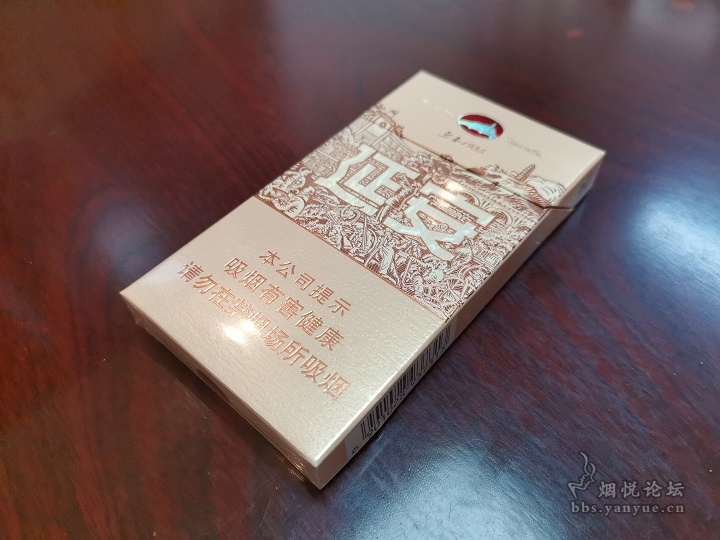 延安
本公司提示
吸烟有害健康
请勿在禁烟场所吸烟
烟悦论坛
bbs.yanyue.cn